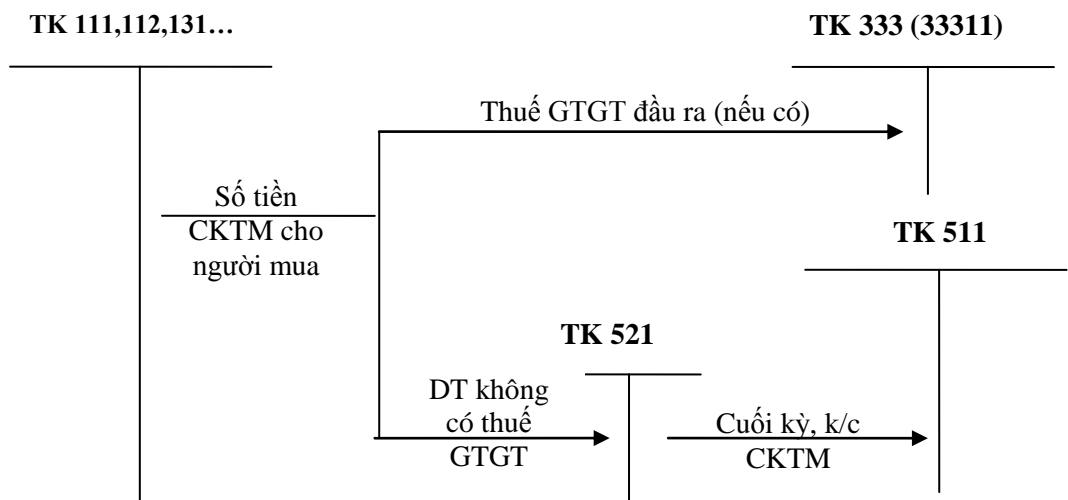 TK 111,112,131…
TK 333 (33311)
Thuế GTGT đầu ra (nếu có)
Số tiền
CKTM cho
người mua
TK 511
TK 521
DT không
có thuế
GTGT
Cuối kỳ, k/c
CKTM